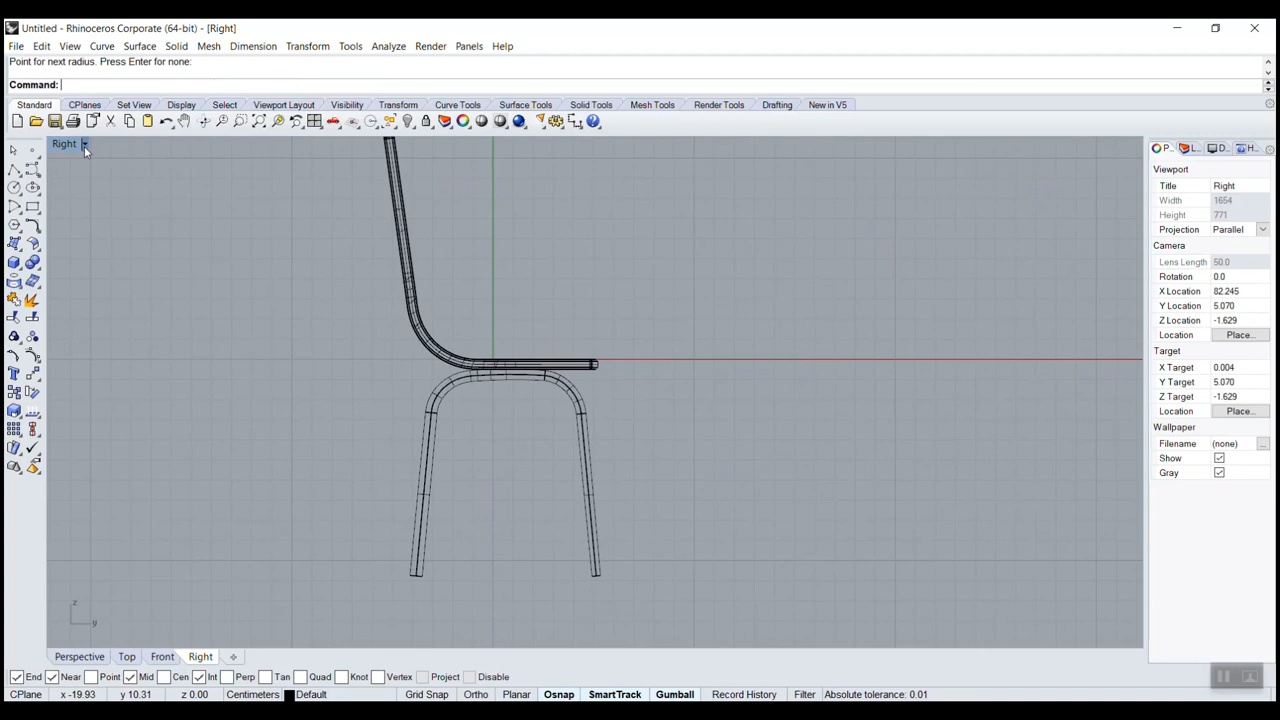 Untitled - Rhinoceros Corporate (64-bit) - [Right]
File Edit View Curve Surface Solid Mesh Dimension Transform Tools Analyze Render Panels Help
Point for next radius. Press Enter for none:
Command:
Standard CPlanes Set View Display Select Viewport Layout Visibility Transform Curve Tools Surface Tools Solid Tools Mesh Tools Render Tools Drafting New in V5
Right
P... L... D... H...
Viewport
Title Right
Width 1654
Height 771
Projection Parallel
Camera
Lens Length 50.0
Rotation 0.0
X Location 82.245
Y Location 5.070
Z Location -1.629
Location Place...
Target
X Target 0.004
Y Target 5.070
Z Target -1.629
Location Place...
Wallpaper
Filename (none) ...
Show
Gray
z
y
Perspective Top Front Right
End Near Point Mid Cen Int Perp Tan Quad Knot Vertex Project Disable
CPlane x -19.93 y 10.31 z 0.00 Centimeters Default Grid Snap Ortho Planar Osnap SmartTrack Gumball Record History Filter Absolute tolerance: 0.01